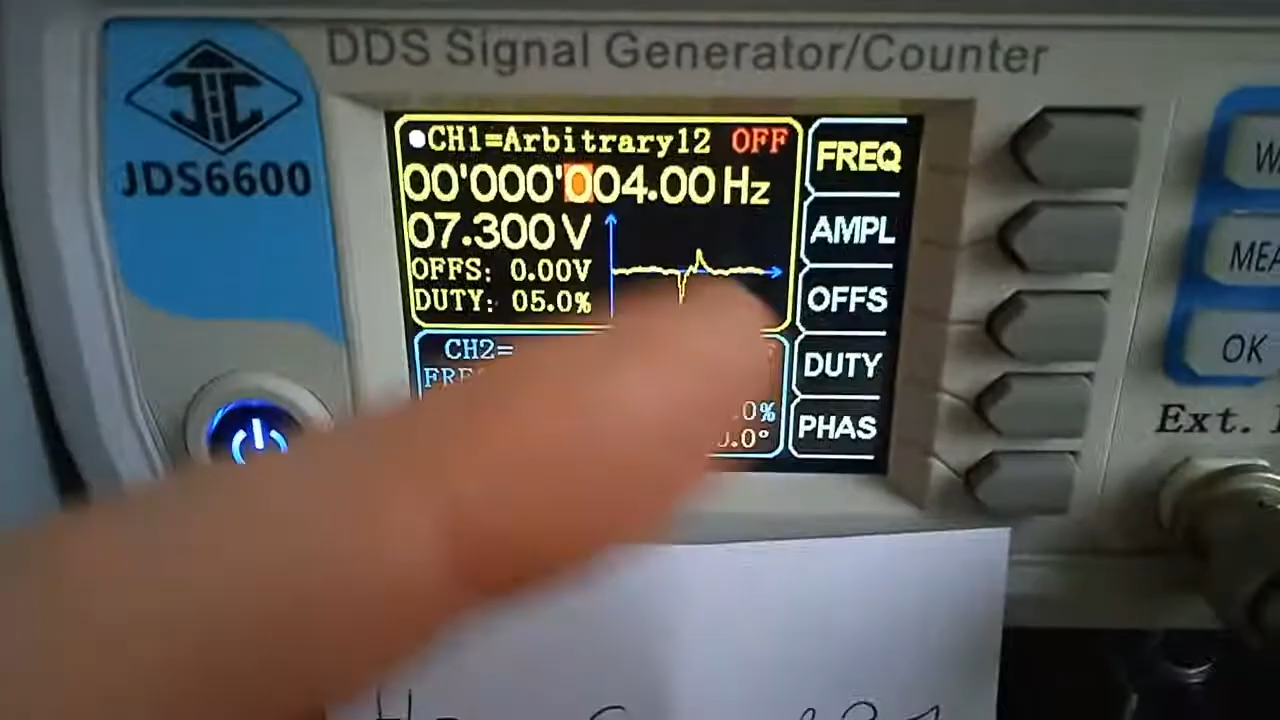 DDS Signal Generator/Counter
JDS6600
CH1=Arbitrary12 OFF
00'000'004.00 Hz
07.300 V
OFFS: 0.00V
DUTY: 05.0%
CH2=
FREQ
AMPL
OFFS
DUTY
PHAS
OK
Ext.